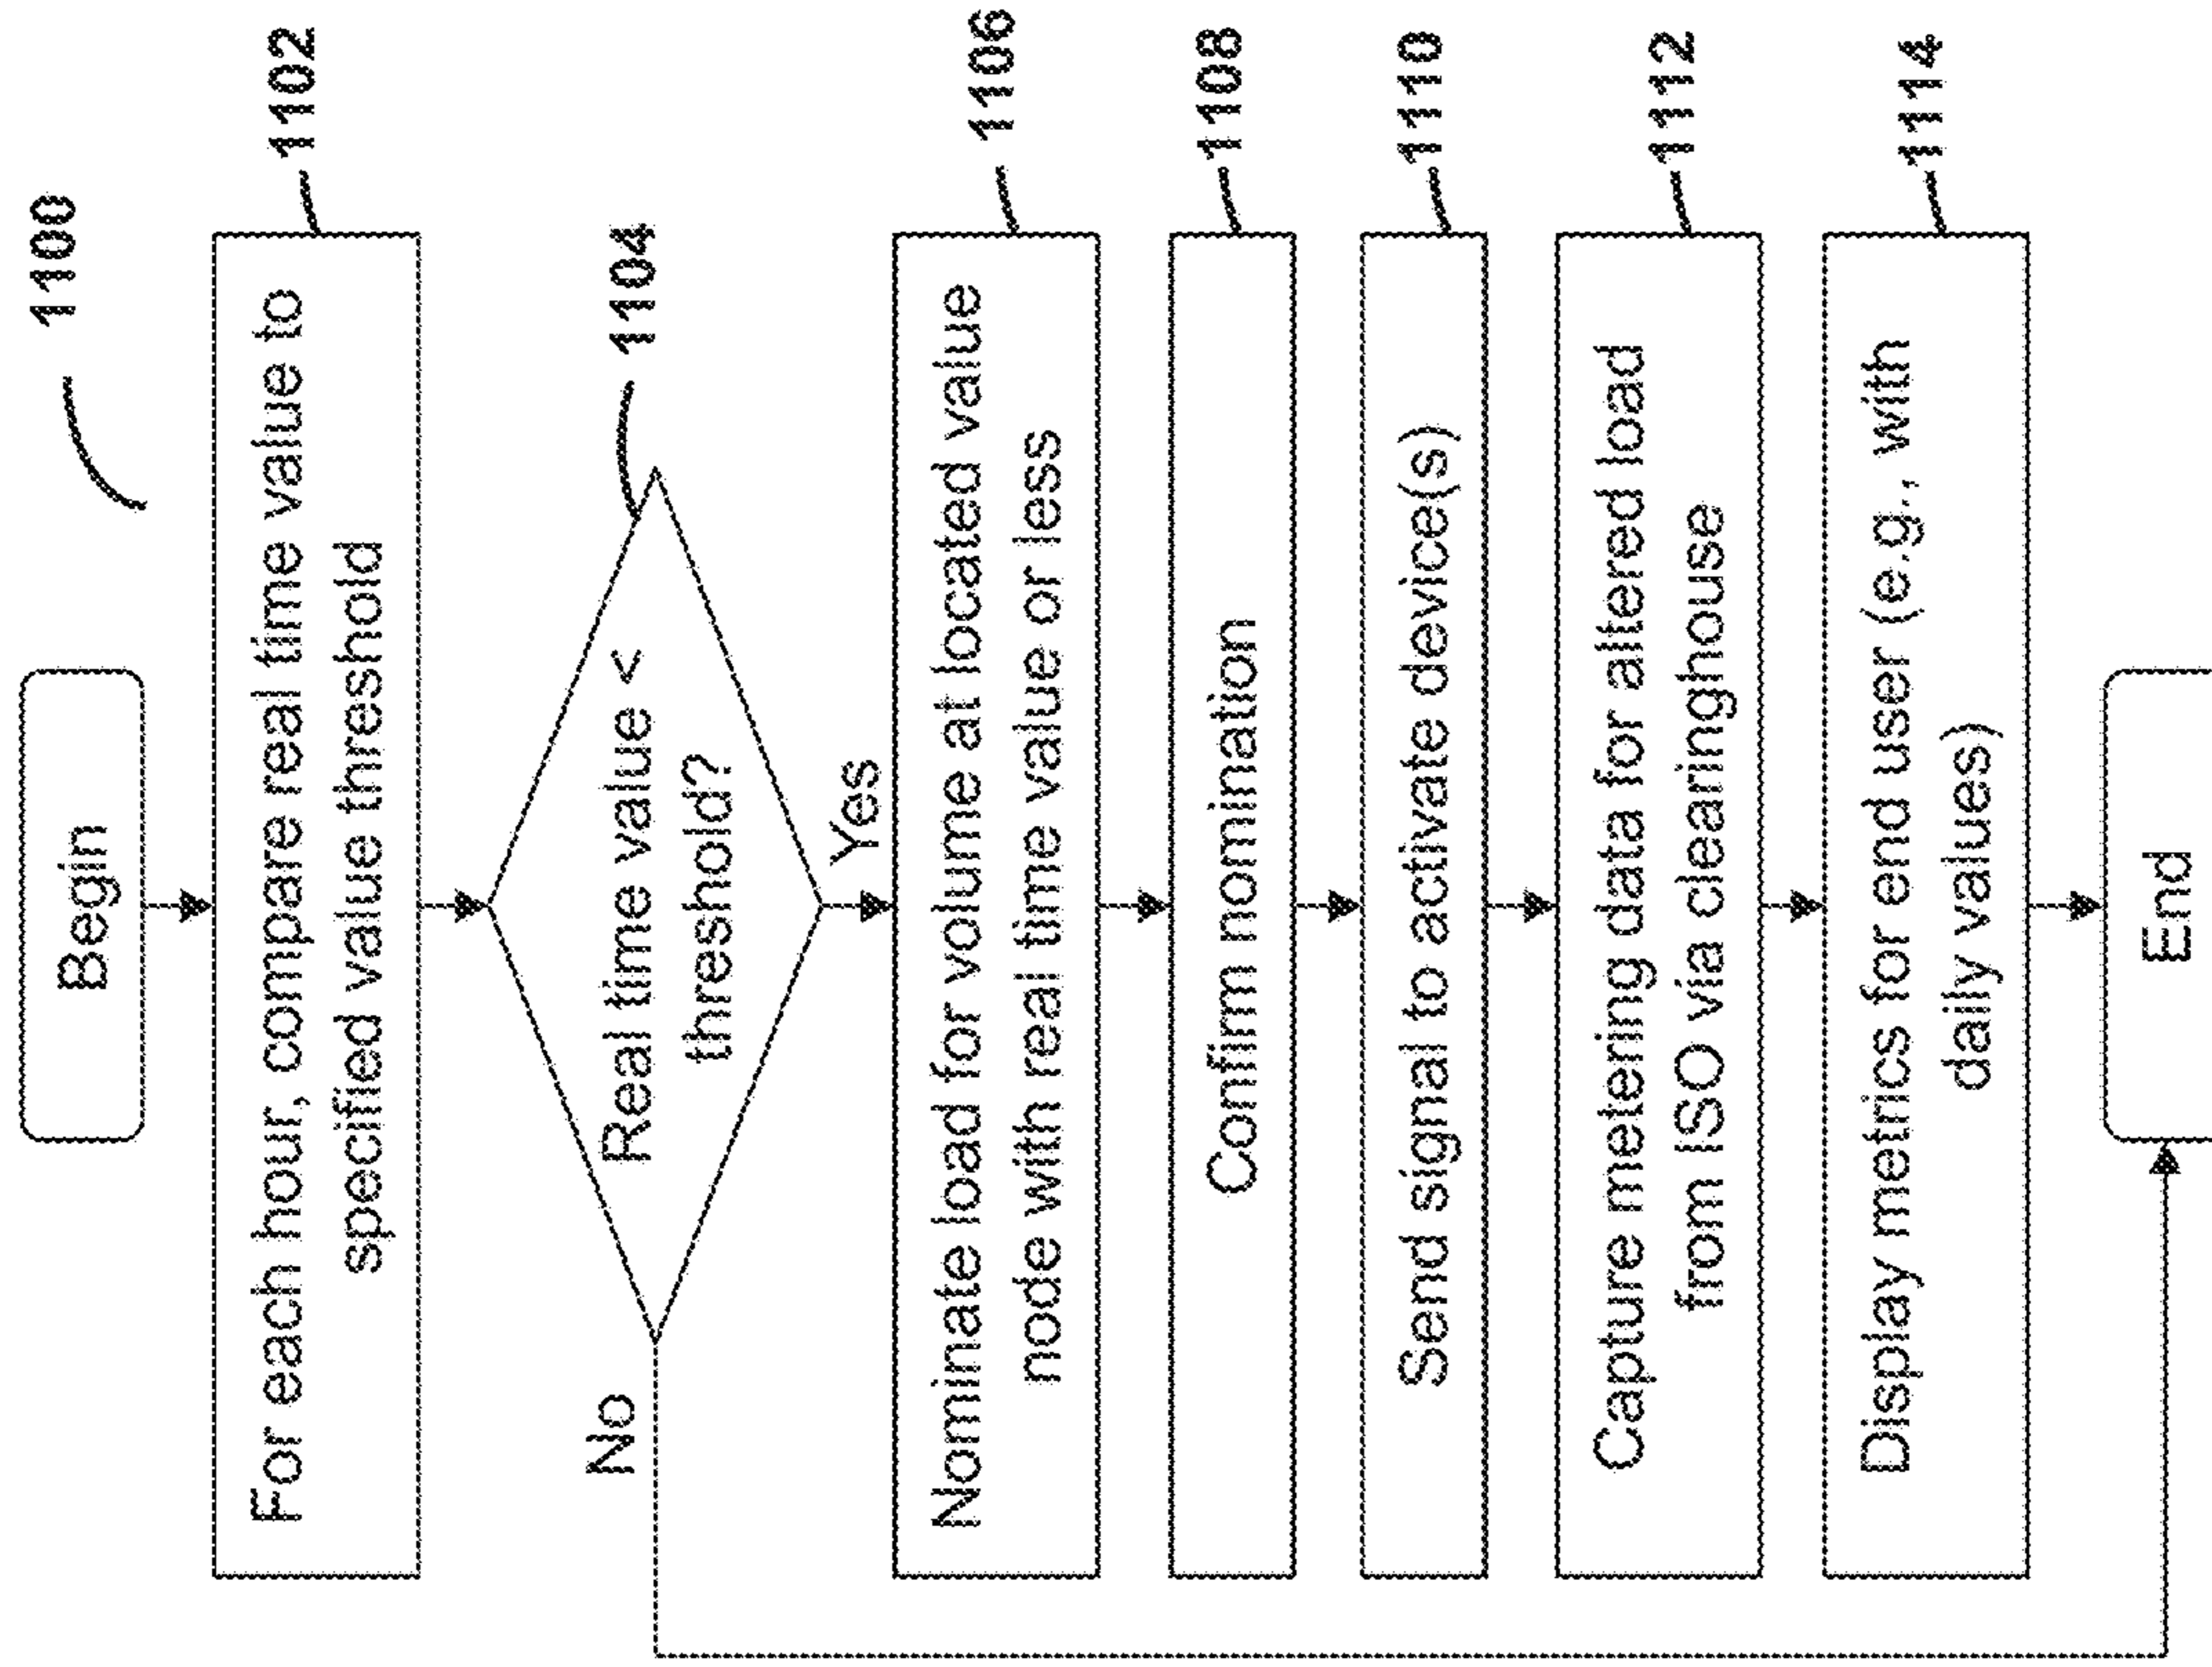 1100
Begin
For each hour, compare real time value to
specified value threshold
1102
Real time value <
threshold?
1104
No
Yes
Nominate load for volume at located value
node with real time value or less
1106
Confirm nomination
1108
Send signal to activate device(s)
1110
Capture metering data for altered load
from ISO via clearinghouse
1112
Display metrics for end user (e.g., with
daily values)
1114
End